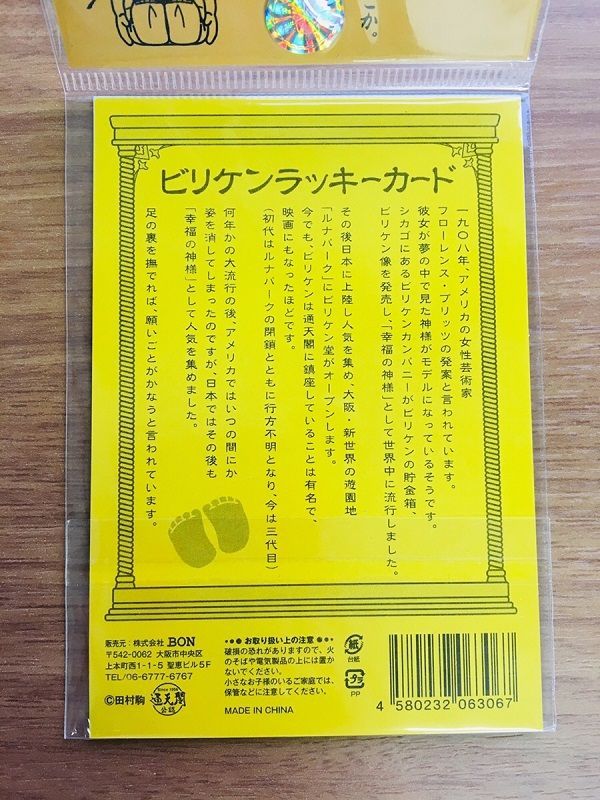 か。
ビリケンラッキーカード
一九〇八年、アメリカの女性芸術家
フローレンス・プリッツの発案と言われています。
彼女が夢の中で見た神様がモデルになっているそうです。
シカゴにあるビリケンカンパニーがビリケンの貯金箱、
ビリケン像を発売し、「幸福の神様」として世界中に流行しました。
その後日本に上陸し人気を集め、大阪・新世界の遊園地
「ルナパーク」にビリケン堂がオープンします。
今でも、ビリケンは通天閣に鎮座していることは有名で、
映画にもなったほどです。
(初代はルナパークの閉鎖とともに行方不明となり、今は三代目)
何年かの大流行の後、アメリカではいつの間にか
姿を消してしまったのですが、日本ではその後も
「幸福の神様」として人気を集めました。
足の裏を撫でれば、願いごとがかなうと言われています。
販売元:株式会社 BON
〒542-0062 大阪市中央区
上本町西1-1-5 聖恵ビル5F
TEL/06-6777-6767
©田村駒
Since 1956
通天閣
公認
●●● お取り扱い上の注意 ●●●
破損の恐れがありますので、火
のそばや電気製品の上には置か
ないでください。
小さなお子様のいるご家庭では、
保管などに注意してください。
MADE IN CHINA
紙
台紙
プラ
PP
4 580232 063067